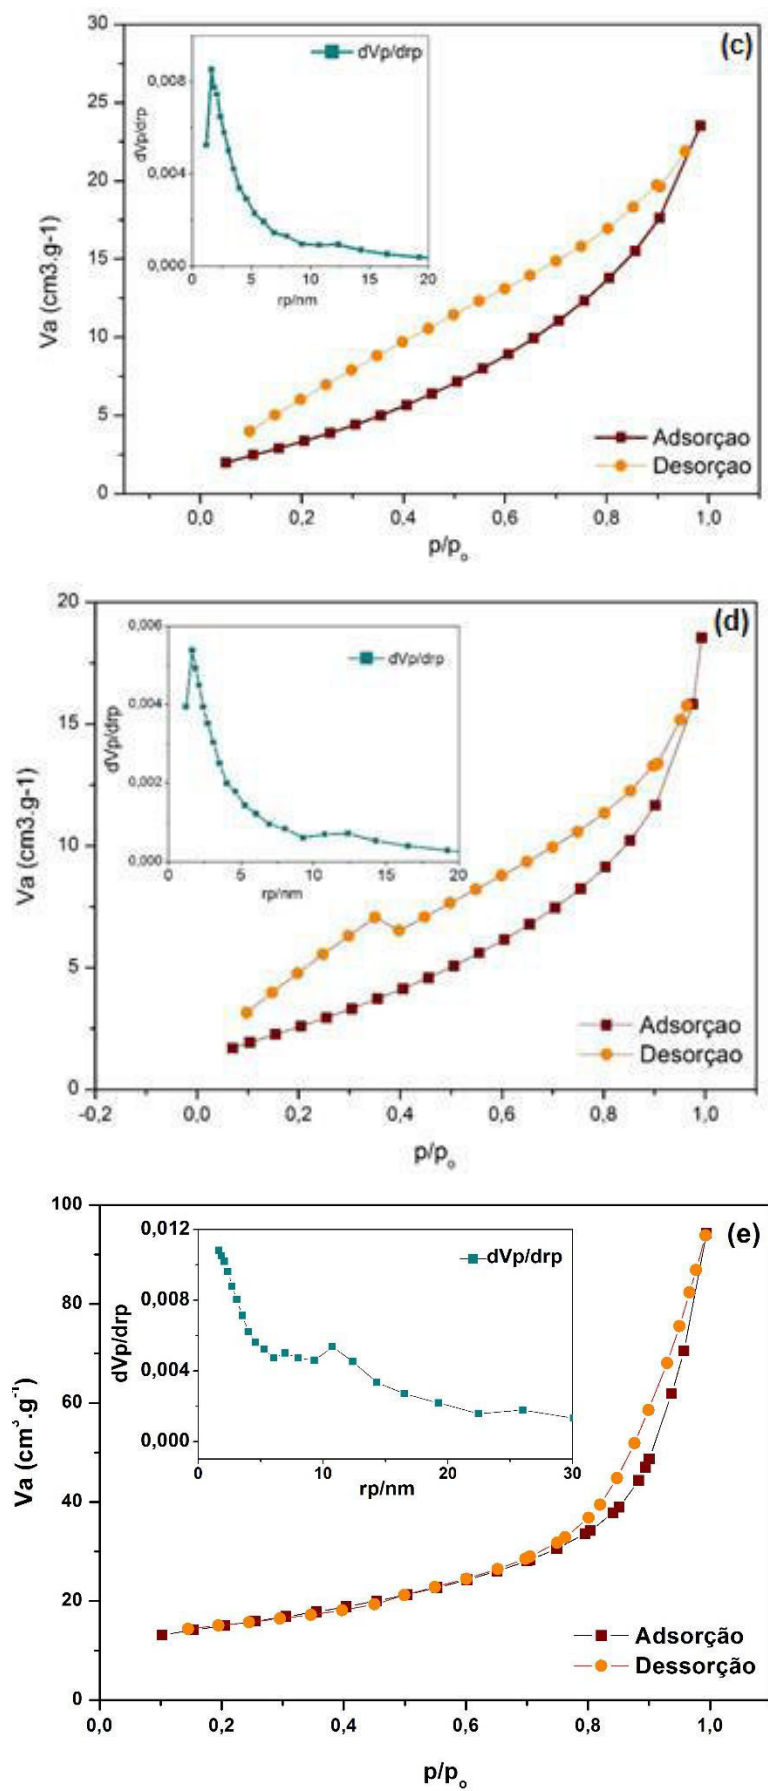 (c)
30
25
20
15
10
5
0
Va (cm3.g-1)
0,008
0,004
0,000
dVp/drp
dVp/drp
0 5 10 15 20
rp/nm
Adsorçao
Desorçao
0,0 0,2 0,4 0,6 0,8 1,0
p/po
(d)
20
15
10
5
0
Va (cm3.g-1)
0,006
0,004
0,002
0,000
dVp/drp
dVp/drp
0 5 10 15 20
rp/nm
Adsorçao
Desorçao
-0,2 0,0 0,2 0,4 0,6 0,8 1,0
p/po
(e)
100
80
60
40
20
0
Va (cm³.g⁻¹)
0,012
0,008
0,004
0,000
dVp/drp
dVp/drp
0 10 20 30
rp/nm
Adsorção
Dessorção
0,0 0,2 0,4 0,6 0,8 1,0
p/po